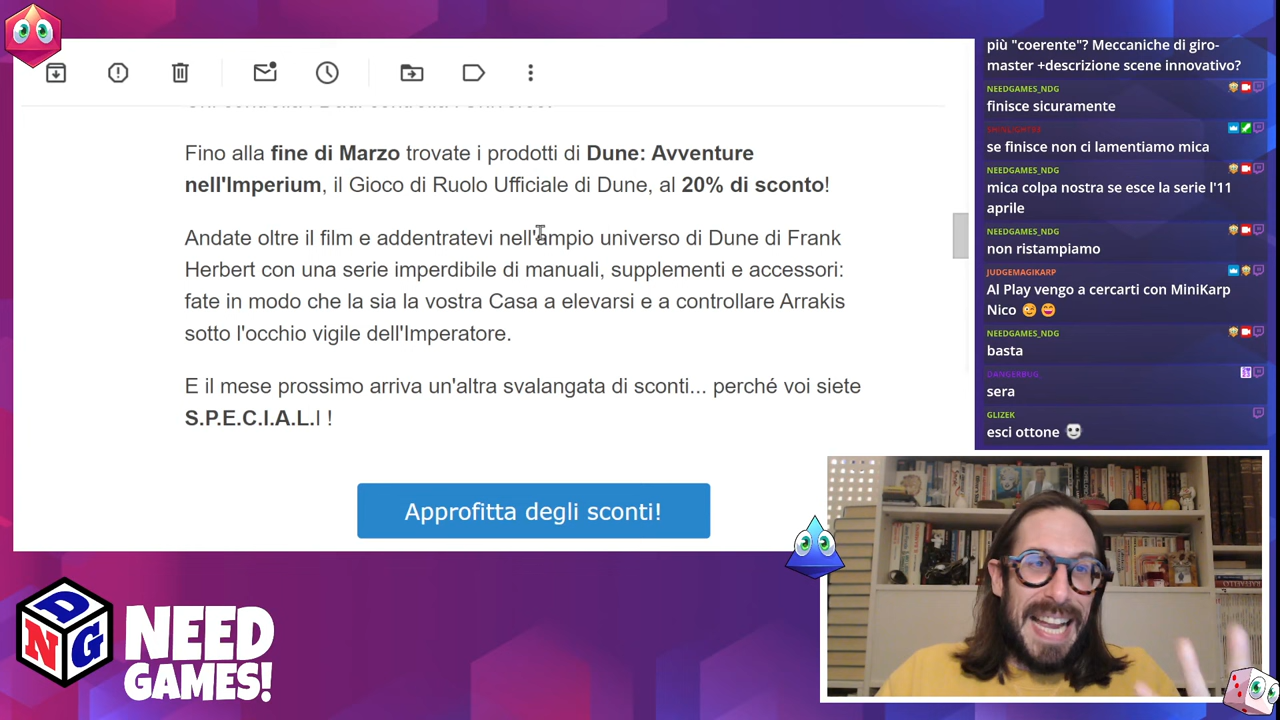 Fino alla fine di Marzo trovate i prodotti di Dune: Avventure
nell'Imperium, il Gioco di Ruolo Ufficiale di Dune, al 20% di sconto!
Andate oltre il film e addentratevi nell'ampio universo di Dune di Frank
Herbert con una serie imperdibile di manuali, supplementi e accessori:
fate in modo che la sia la vostra Casa a elevarsi e a controllare Arrakis
sotto l'occhio vigile dell'Imperatore.
E il mese prossimo arriva un'altra svalangata di sconti... perché voi siete
S.P.E.C.I.A.L.I !
Approfitta degli sconti!
più "coerente"? Meccaniche di giro-
master +descrizione scene innovativo?
NEEDGAMES_NDG
finisce sicuramente
se finisce non ci lamentiamo mica
NEEDGAMES_NDG
mica colpa nostra se esce la serie l'11
aprile
NEEDGAMES_NDG
non ristampiamo
JUDGEMAGIKARP
Al Play vengo a cercarti con MiniKarp
Nico 😉 😄
NEEDGAMES_NDG
basta
DANGERBUG
sera
GLIZEK
esci ottone
D
N G
NEED
GAMES!